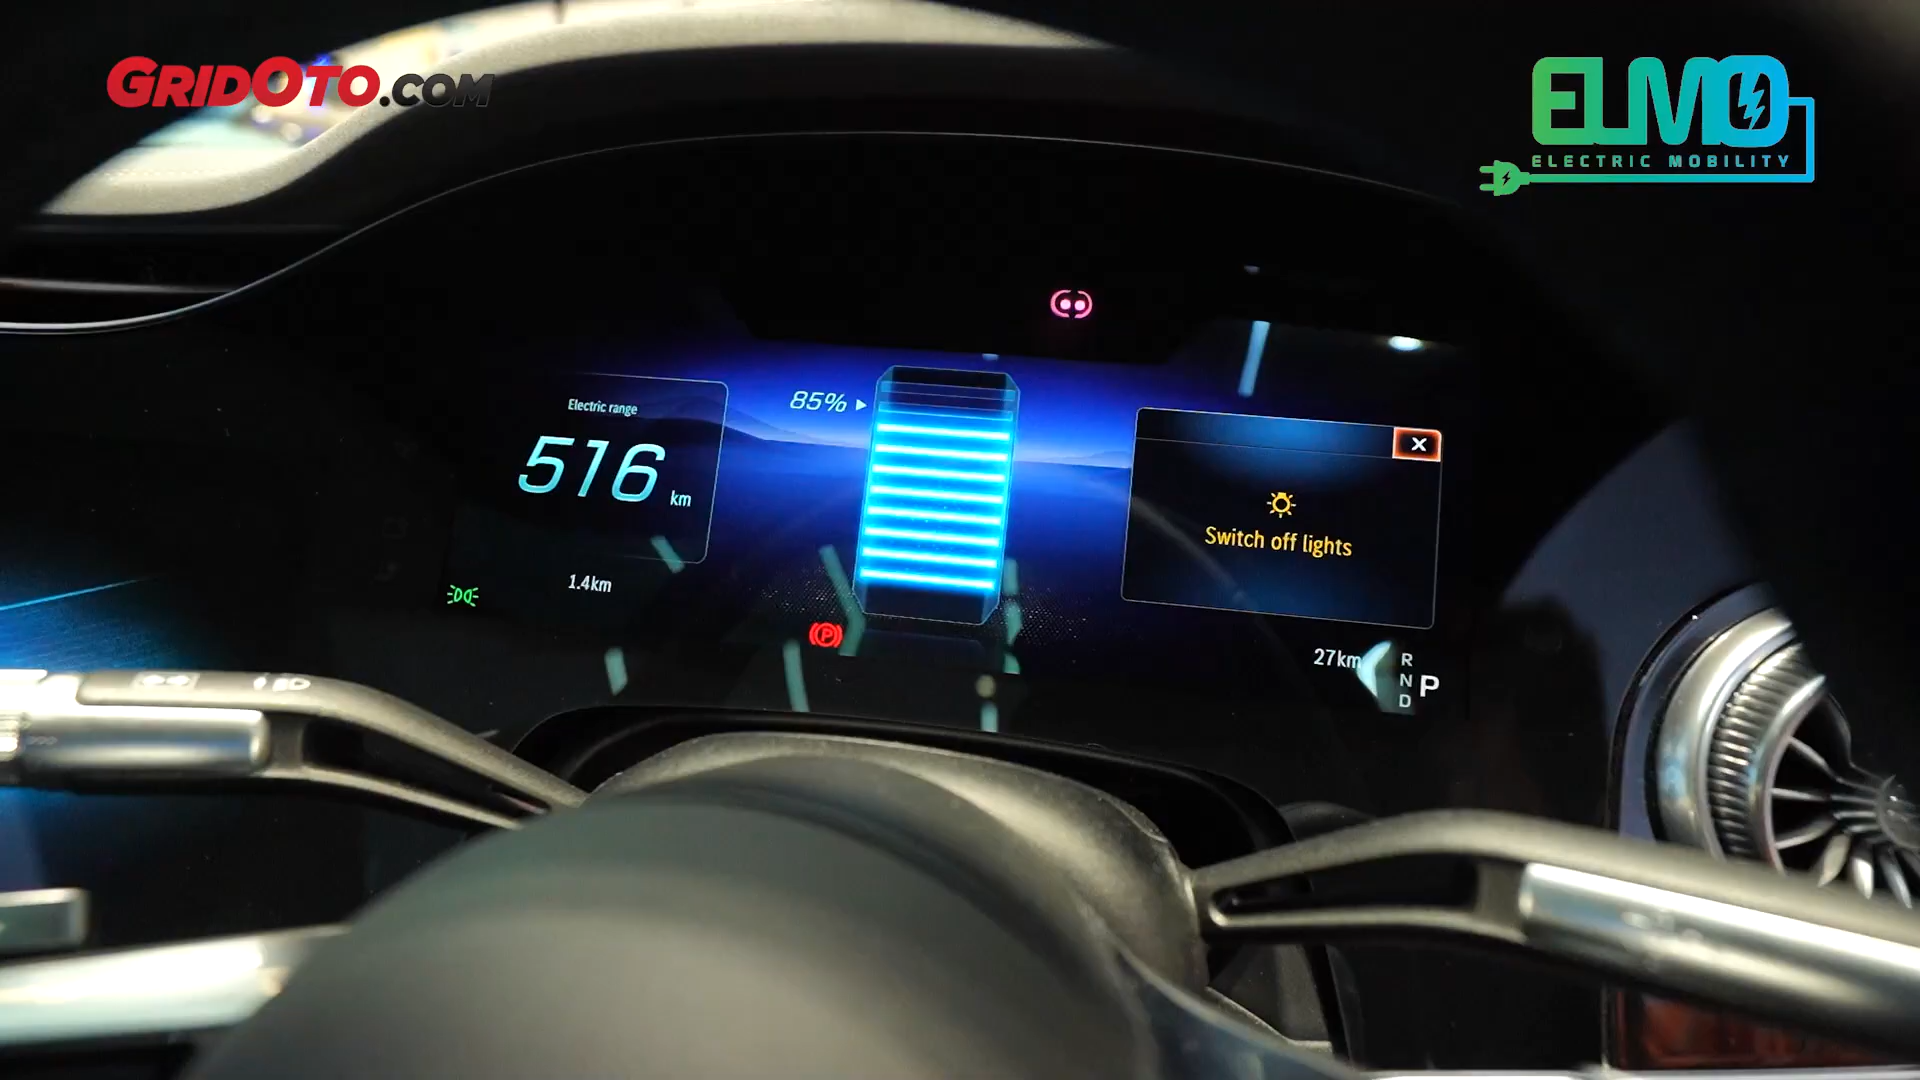 GRIDOTO.COM
ELMO
ELECTRIC MOBILITY
Electric range
516 km
85%
Switch off lights
1.4km
P
27km
R
N P
D